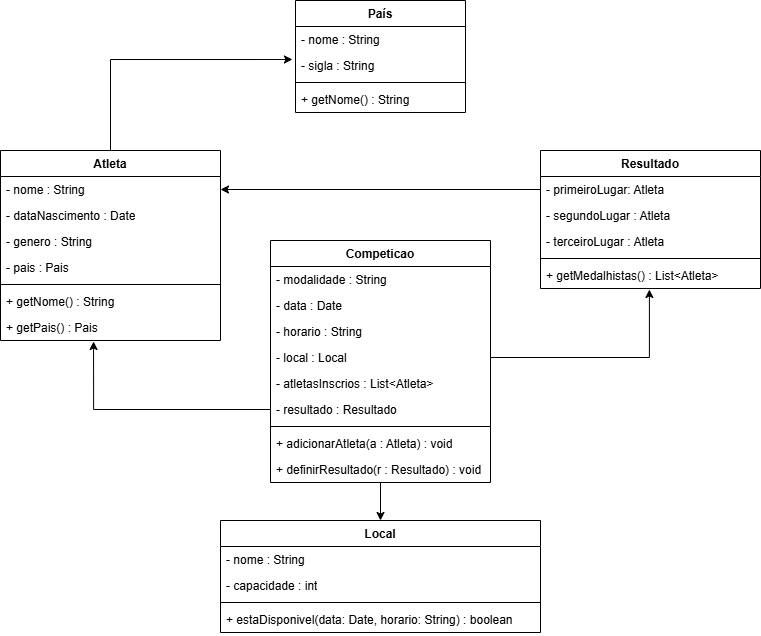 País
- nome : String
- sigla : String
+ getNome() : String
Atleta
- nome : String
- dataNascimento : Date
- genero : String
- pais : Pais
+ getNome() : String
+ getPais() : Pais
Resultado
- primeiroLugar: Atleta
- segundoLugar : Atleta
- terceiroLugar : Atleta
+ getMedalhistas() : List<Atleta>
Competicao
- modalidade : String
- data : Date
- horario : String
- local : Local
- atletasInscrios : List<Atleta>
- resultado : Resultado
+ adicionarAtleta(a : Atleta) : void
+ definirResultado(r : Resultado) : void
Local
- nome : String
- capacidade : int
+ estaDisponivel(data: Date, horario: String) : boolean